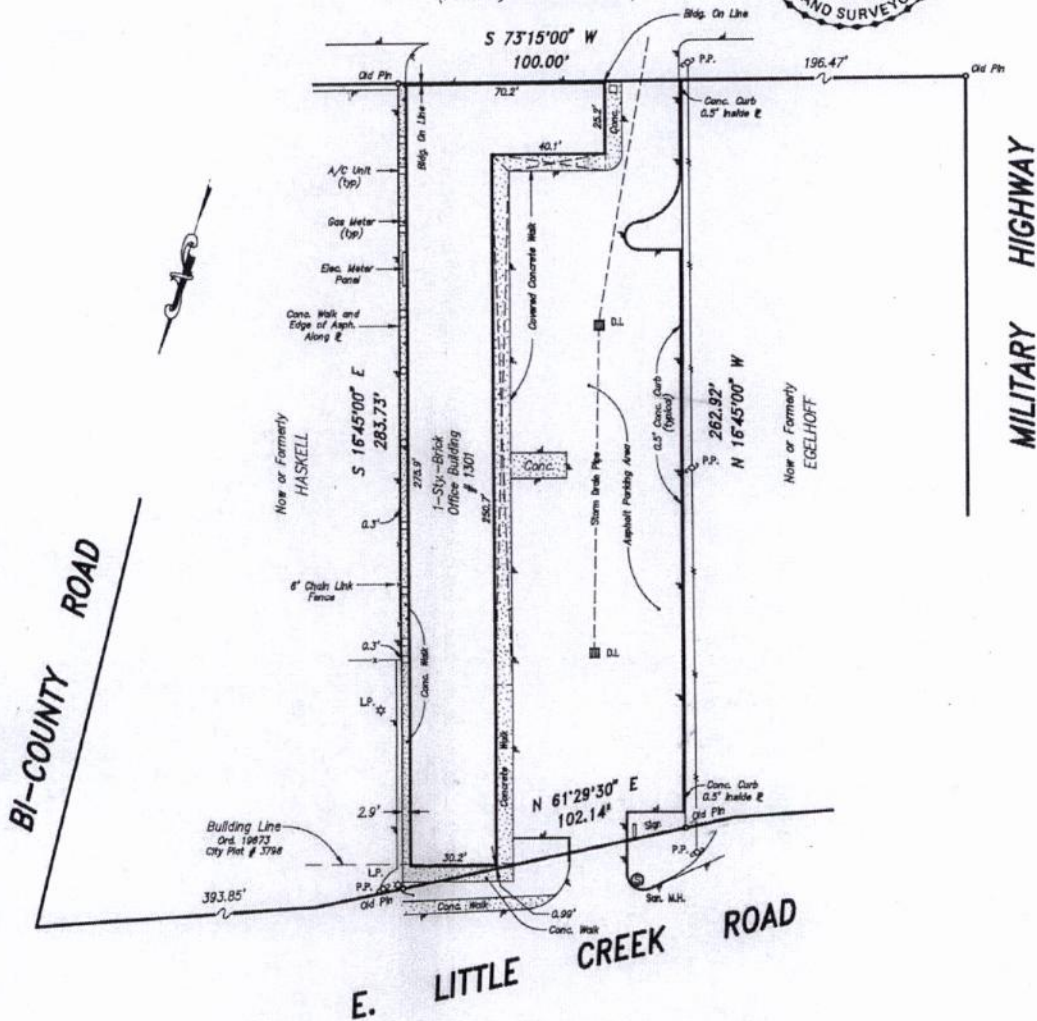 AND SURVEYO
S 73°15'00" W
100.00'
Bldg. On Line
Old Pin
70.2'
P.P.
196.47'
Old Pin
Bldg. On Line
25.2'
Conc.
Conc. Curb
0.5' Inside ℄
40.1'
A/C Unit
(typ)
Gas Meter
(typ)
Elec. Meter
Panel
Conc. Walk and
Edge of Asph.
Along ℄
Covered Concrete Walk
D.I.
MILITARY HIGHWAY
Now or Formerly
HASKELL
S 16°45'00" E
283.73'
275.9'
1-Sty.-Brick
Office Building
# 1301
250.7'
Conc.
Storm Drain Pipe
Asphalt Parking Area
0.5' Conc. Curb
(typical)
262.92'
N 16°45'00" W
P.P.
Now or Formerly
EGELHOFF
0.3'
6' Chain Link
Fence
0.3'
Conc. Walk
D.I.
L.P.
BI-COUNTY ROAD
Concrete Walk
N 61°29'30" E
102.14'
Conc. Curb
0.5' Inside ℄
Old Pin
Sign
P.P.
2.9'
Building Line
Ord. 19873
City Plat # 3798
30.2'
L.P.
P.P.
Old Pin
393.85'
Conc. Walk
0.99'
Conc. Walk
San. M.H.
E. LITTLE CREEK ROAD